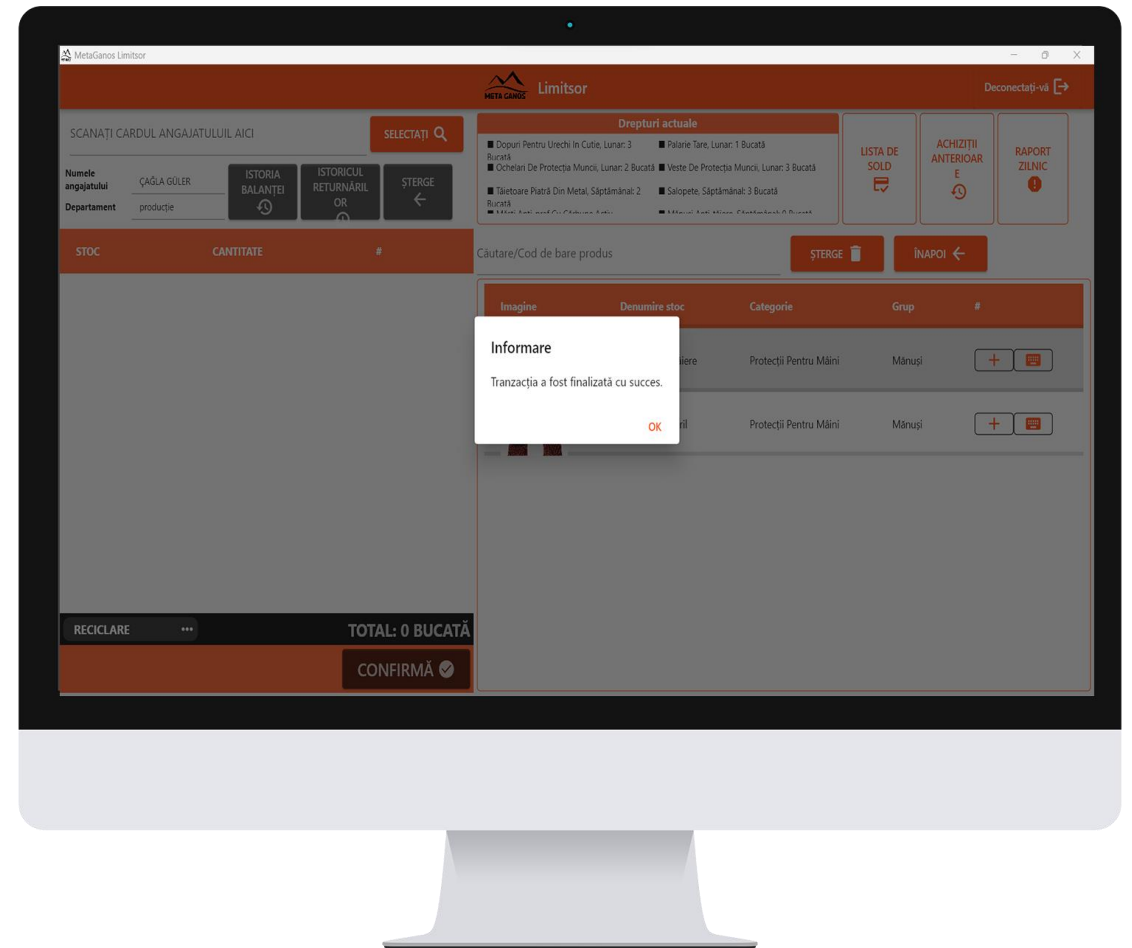 MetaGanos Limitsor
META GANOS
Limitsor
Deconectați-vă
SCANAȚI CARDUL ANGAJATULUIL AICI
SELECTAȚI
Numele
angajatului
ÇAĞLA GÜLER
Departament
producție
ISTORIA
BALANȚEI
ISTORICUL
RETURNĂRIL
OR
ȘTERGE
Drepturi actuale
Dopuri Pentru Urechi In Cutie, Lunar: 3
Bucată
Palarie Tare, Lunar: 1 Bucată
Ochelari De Protecția Muncii, Lunar: 2 Bucată
Veste De Protecția Muncii, Lunar: 3 Bucată
Tăietoare Piatră Din Metal, Săptămânal: 2
Bucată
Salopete, Săptămânal: 3 Bucată
LISTA DE
SOLD
ACHIZIȚII
ANTERIOAR
E
RAPORT
ZILNIC
STOC CANTITATE #
Căutare/Cod de bare produs
ȘTERGE
ÎNAPOI
Imagine Denumire stoc Categorie Grup #
Protecții Pentru Mâini Mănuși
Protecții Pentru Mâini Mănuși
Informare
Tranzacția a fost finalizată cu succes.
OK
RECICLARE
TOTAL: 0 BUCATĂ
CONFIRMĂ